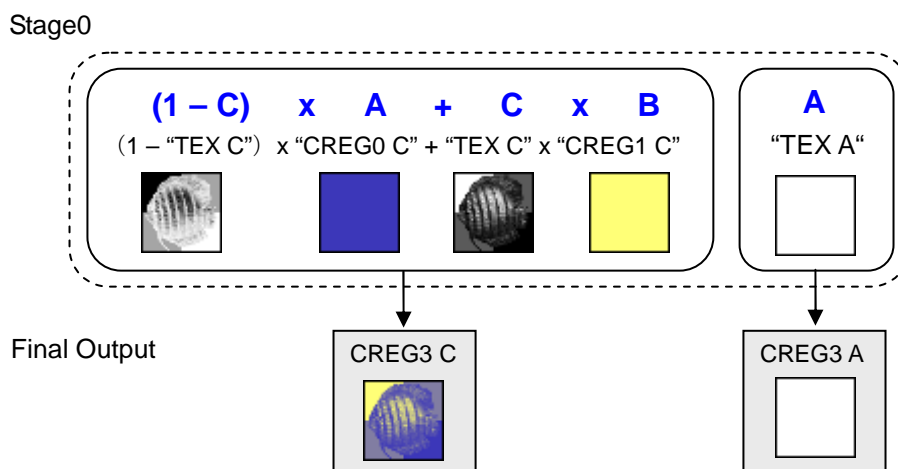 Stage0
(1 – C) x A + C x B
A
（1 – “TEX C”） x “CREG0 C” + “TEX C” x “CREG1 C”
“TEX A“
Final Output
CREG3 C
CREG3 A